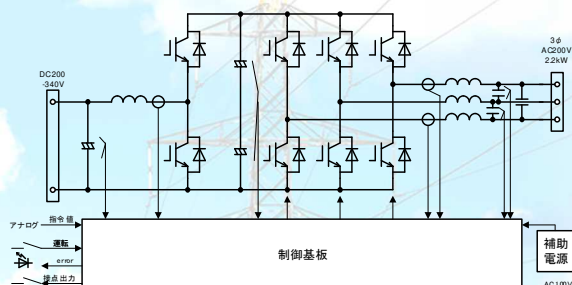 3φ
AC200V
2.2kW
DC200
-340V
アナログ 指令値
運転
error
接点出力
制御基板
補助
電源
AC100V